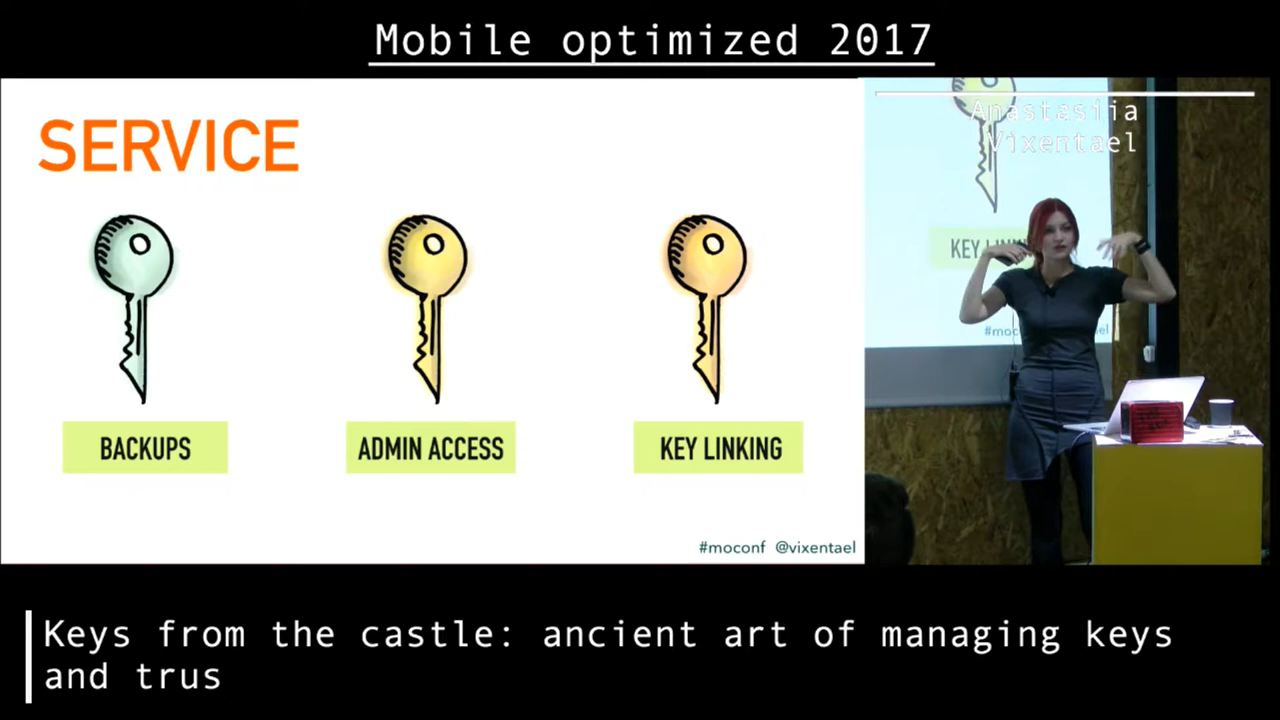 Mobile optimized 2017
SERVICE
BACKUPS
ADMIN ACCESS
KEY LINKING
#moconf @vixentael
Anastasiia
Vixentael
KEY
#moc
Keys from the castle: ancient art of managing keys
and trus